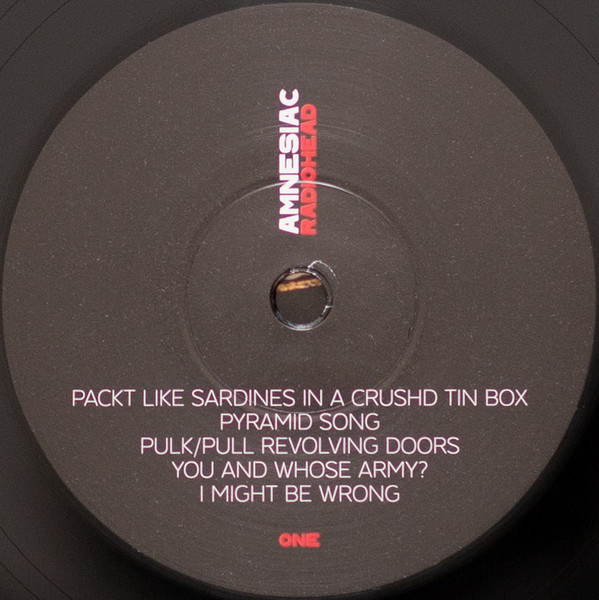 AMNESIAC
RADIOHEAD
PACKT LIKE SARDINES IN A CRUSHD TIN BOX
PYRAMID SONG
PULK/PULL REVOLVING DOORS
YOU AND WHOSE ARMY?
I MIGHT BE WRONG
ONE